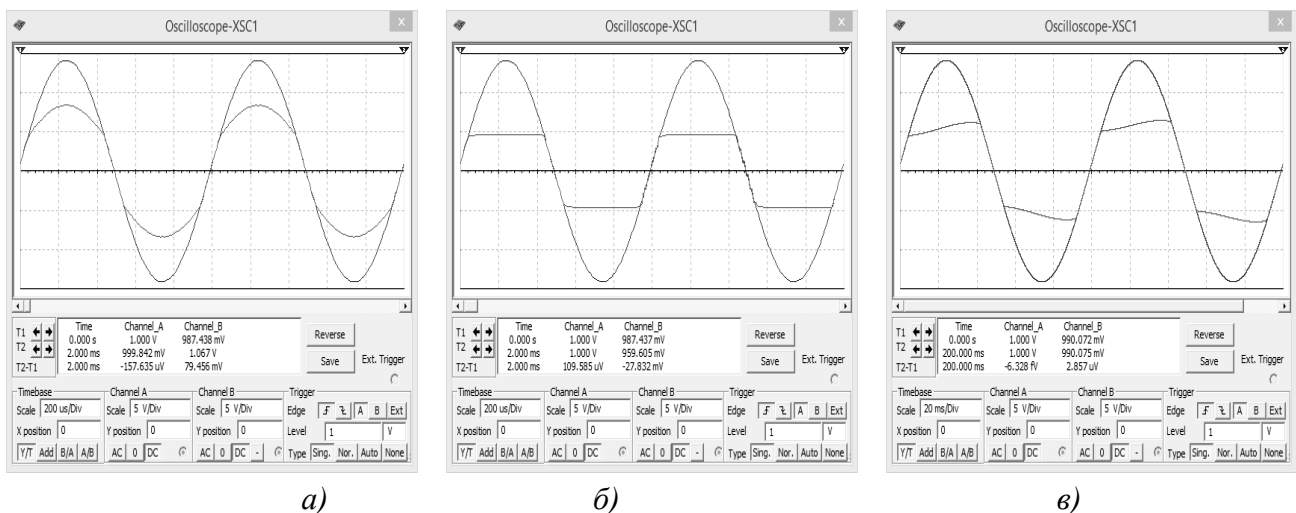 Oscilloscope-XSC1 x
T1
T2
T2-T1
Time Channel_A Channel_B
0.000 s 1.000 V 987.438 mV
2.000 ms 999.842 mV 1.067 V
2.000 ms -157.635 uV 79.456 mV
Reverse
Save
Ext. Trigger
Timebase
Scale 200 us/Div
X position 0
Y/T Add B/A A/B
Channel A
Scale 5 V/Div
Y position 0
AC 0 DC
Channel B
Scale 5 V/Div
Y position 0
AC 0 DC -
Trigger
Edge A B Ext
Level 1 V
Type Sing. Nor. Auto None
а)
Oscilloscope-XSC1 x
T1
T2
T2-T1
Time Channel_A Channel_B
0.000 s 1.000 V 987.437 mV
2.000 ms 1.000 V 959.605 mV
2.000 ms 109.585 uV -27.832 mV
Reverse
Save
Ext. Trigger
Timebase
Scale 200 us/Div
X position 0
Y/T Add B/A A/B
Channel A
Scale 5 V/Div
Y position 0
AC 0 DC
Channel B
Scale 5 V/Div
Y position 0
AC 0 DC -
Trigger
Edge A B Ext
Level 1 V
Type Sing. Nor. Auto None
б)
Oscilloscope-XSC1 x
T1
T2
T2-T1
Time Channel_A Channel_B
0.000 s 1.000 V 990.072 mV
200.000 ms 1.000 V 990.075 mV
200.000 ms -6.328 fV 2.857 uV
Reverse
Save
Ext. Trigger
Timebase
Scale 20 ms/Div
X position 0
Y/T Add B/A A/B
Channel A
Scale 5 V/Div
Y position 0
AC 0 DC
Channel B
Scale 5 V/Div
Y position 0
AC 0 DC -
Trigger
Edge A B Ext
Level 1 V
Type Sing. Nor. Auto None
в)